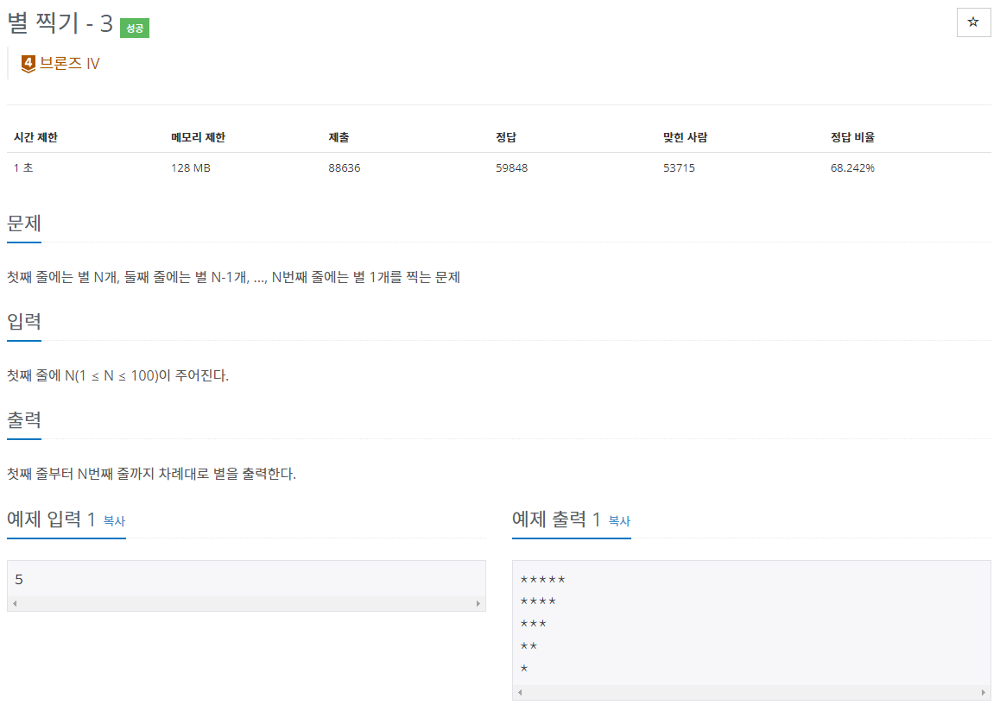 별 찍기 - 3 성공
☆
4 브론즈 IV
시간 제한 메모리 제한 제출 정답 맞힌 사람 정답 비율
1 초 128 MB 88636 59848 53715 68.242%
문제
첫째 줄에는 별 N개, 둘째 줄에는 별 N-1개, ..., N번째 줄에는 별 1개를 찍는 문제
입력
첫째 줄에 N(1 ≤ N ≤ 100)이 주어진다.
출력
첫째 줄부터 N번째 줄까지 차례대로 별을 출력한다.
예제 입력 1 복사
5
예제 출력 1 복사
*****
****
***
**
*